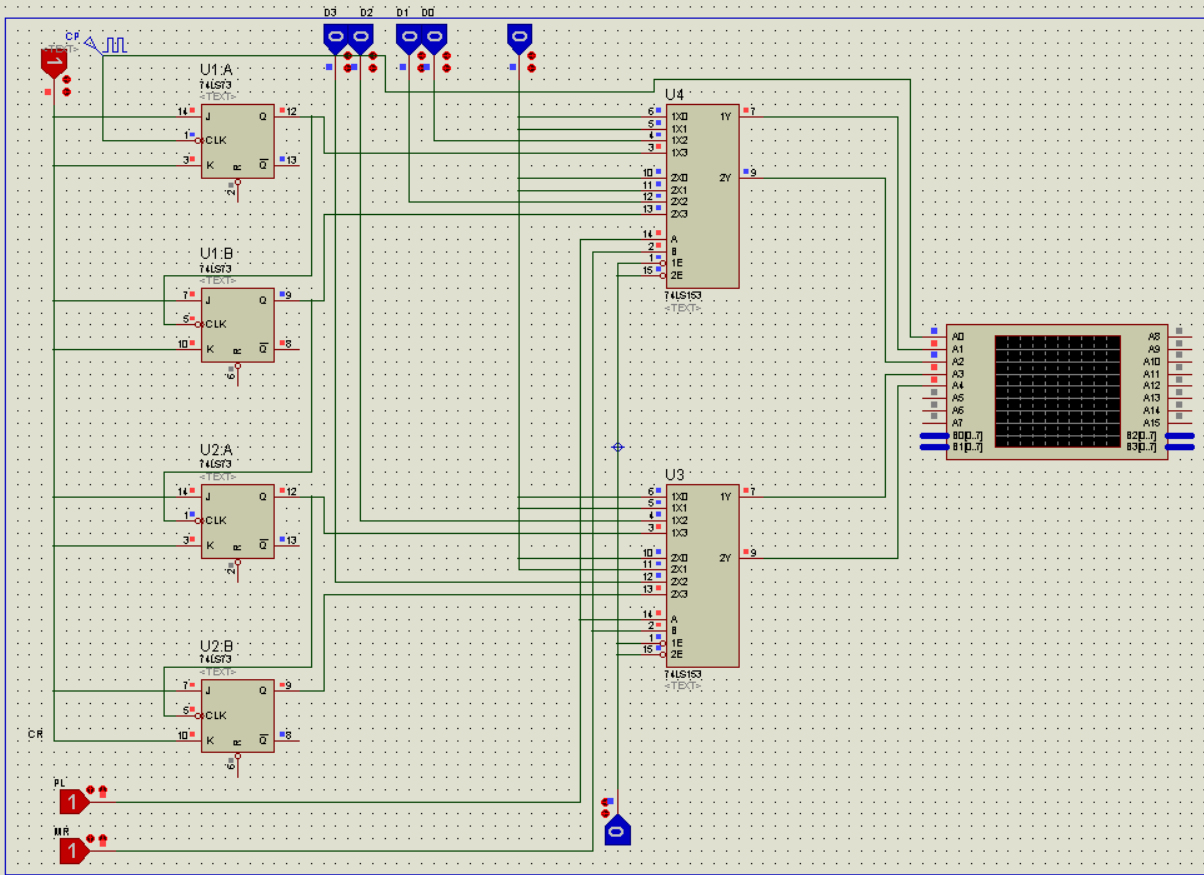 D3 D2 D1 D0
0 0 0 0 0
CP
<TEXT>
1
U1:A
74LS73
<TEXT>
14 J Q 12
1 CLK
3 K R Q 13
2
U1:B
74LS73
<TEXT>
7 J Q 9
5 CLK
10 K R Q 8
6
U2:A
74LS73
<TEXT>
14 J Q 12
1 CLK
3 K R Q 13
2
U2:B
74LS73
<TEXT>
7 J Q 9
5 CLK
10 K R Q 8
6
CR
PL
1
MR
1
0
U4
6 1X0 1Y 7
5 1X1
4 1X2
3 1X3
10 2X0 2Y 9
11 2X1
12 2X2
13 2X3
14 A
2 B
1 1E
15 2E
74LS153
<TEXT>
U3
6 1X0 1Y 7
5 1X1
4 1X2
3 1X3
10 2X0 2Y 9
11 2X1
12 2X2
13 2X3
14 A
2 B
1 1E
15 2E
74LS153
<TEXT>
A0 A8
A1 A9
A2 A10
A3 A11
A4 A12
A5 A13
A6 A14
A7 A15
B0[0..7] B2[0..7]
B1[0..7] B3[0..7]